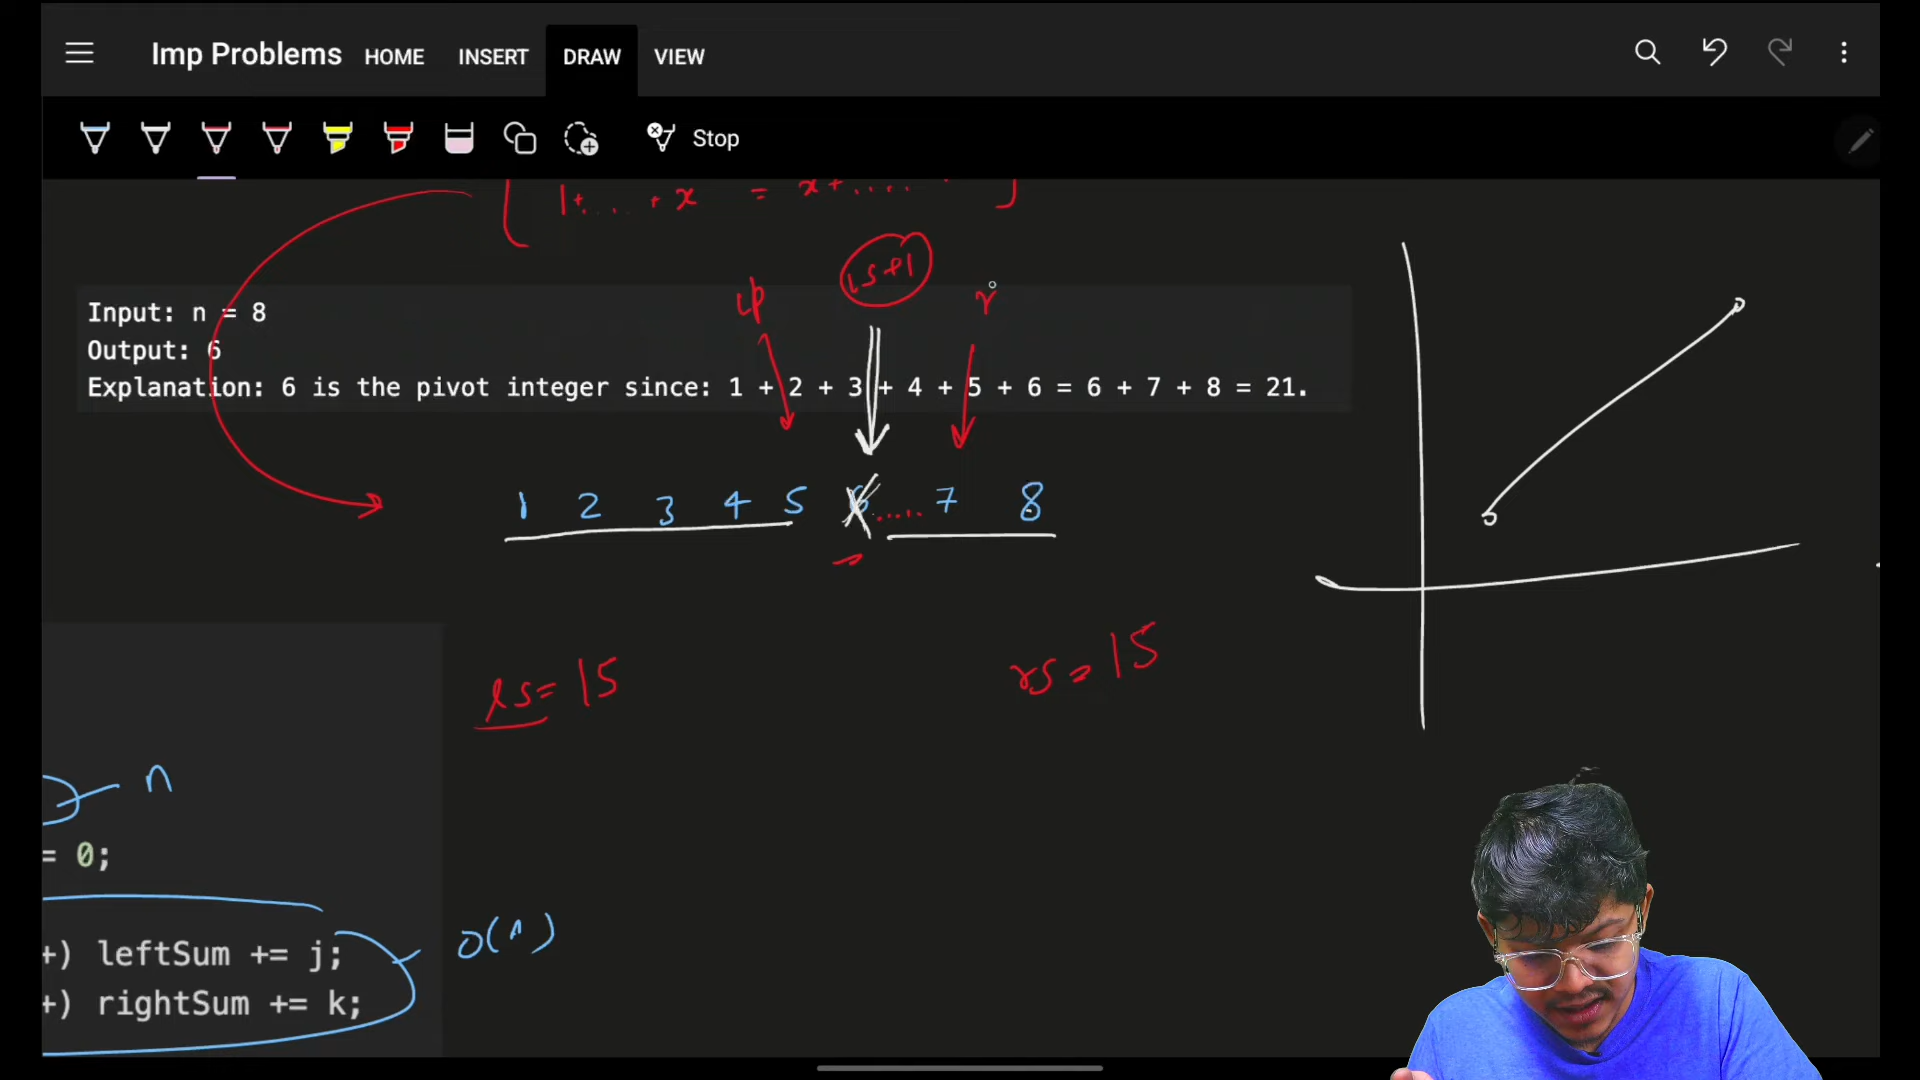 Imp Problems HOME INSERT DRAW VIEW
Stop
1+... + x = x+.....
lp
r
Input: n = 8
Output: 6
Explanation: 6 is the pivot integer since: 1 + 2 + 3 + 4 + 5 + 6 = 6 + 7 + 8 = 21.
1 2 3 4 5 6 ..... 7 8
ls = 15
rs = 15
n
= 0;
+) leftSum += j;
O(n)
+) rightSum += k;